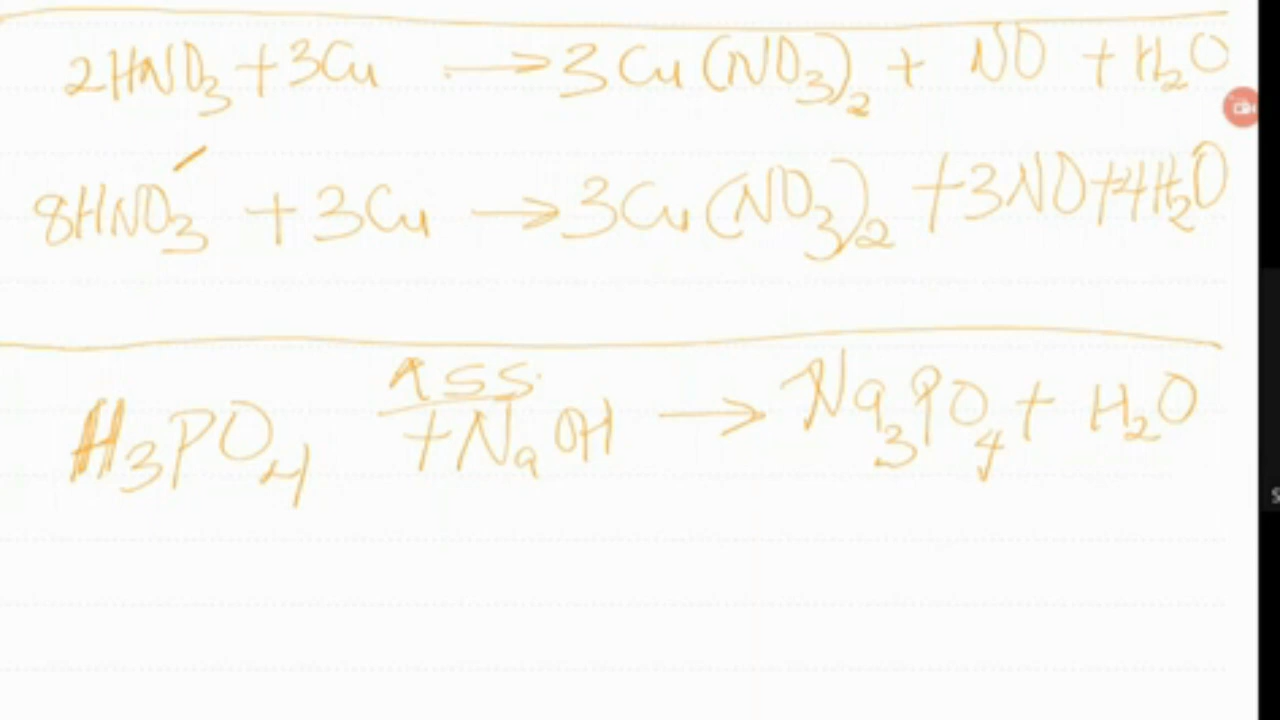 2HNO3 + 3Cu → 3Cu(NO3)2 + NO + H2O
8HNO3 + 3Cu → 3Cu(NO3)2 + 3NO + 4H2O
ASS.
H3PO4 + NaOH → Na3PO4 + H2O